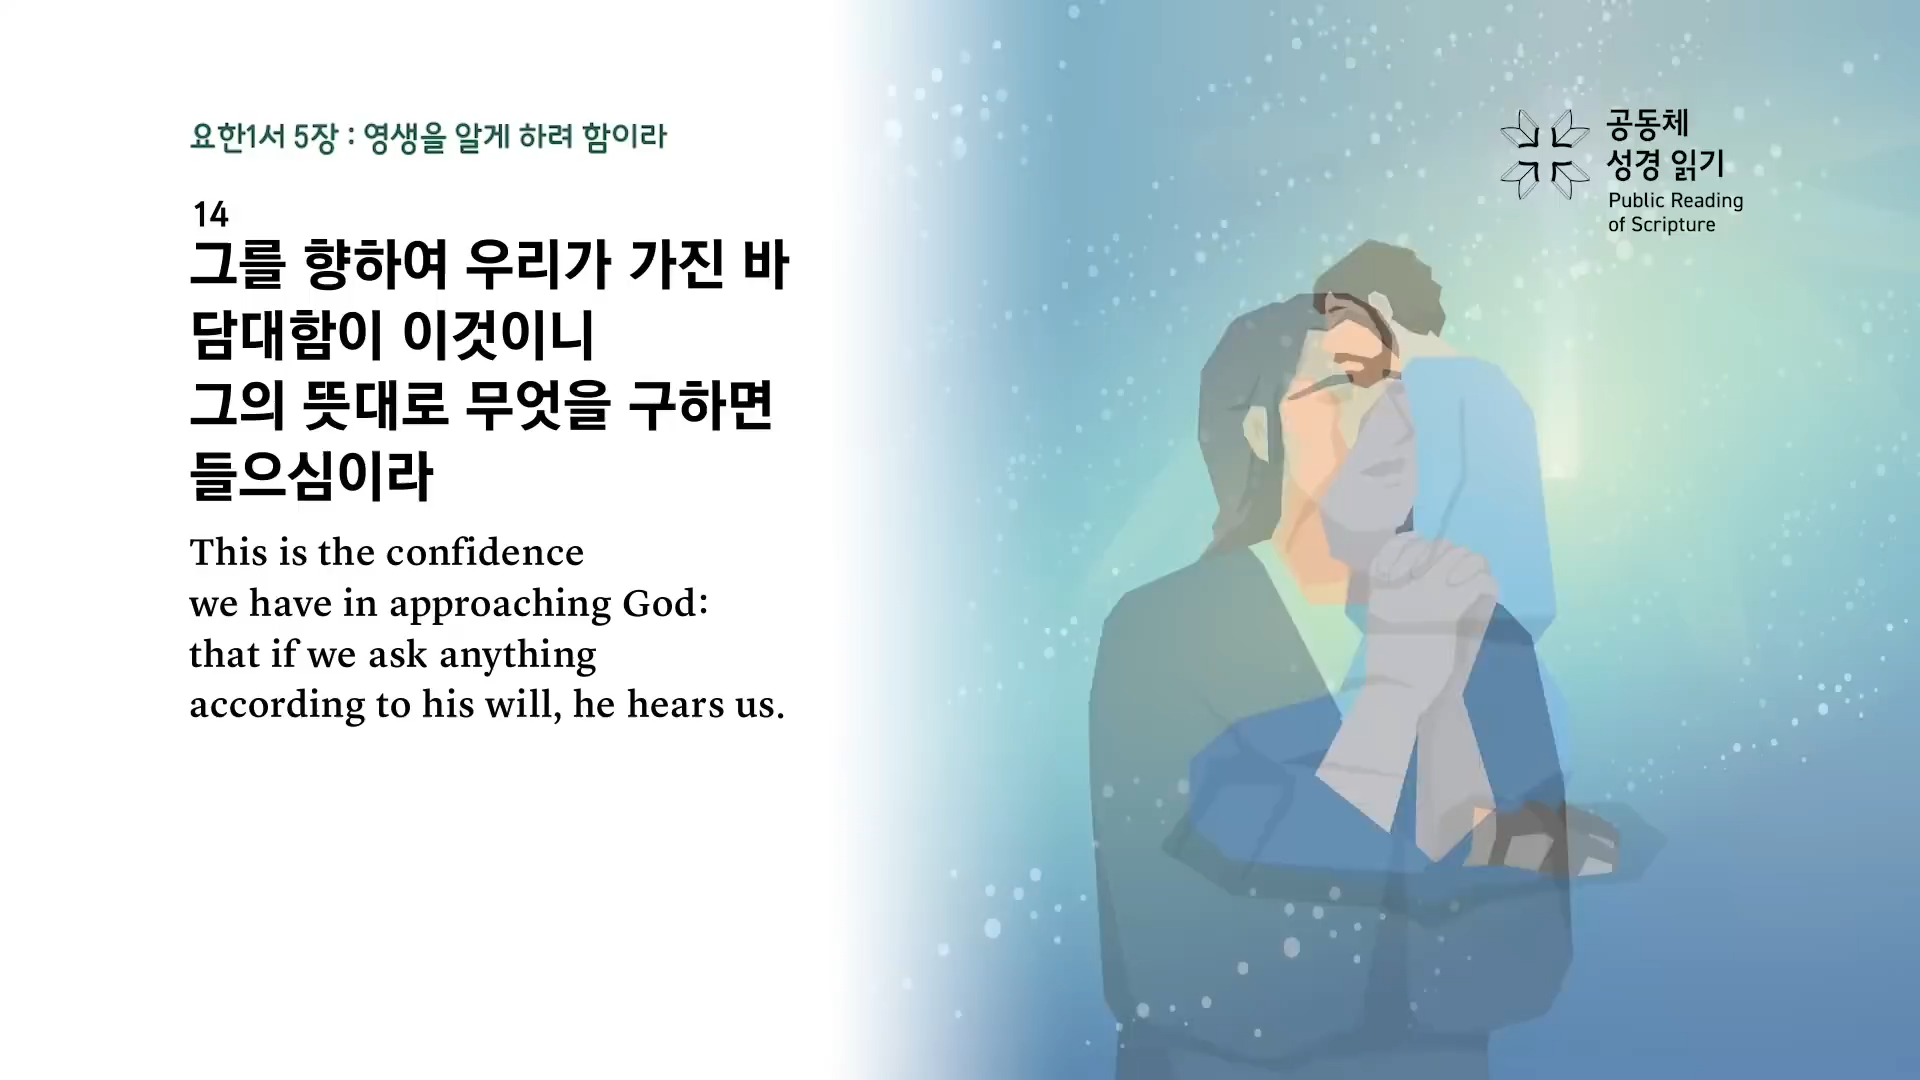 요한1서 5장 : 영생을 알게 하려 함이라
14
그를 향하여 우리가 가진 바
담대함이 이것이니
그의 뜻대로 무엇을 구하면
들으심이라
This is the confidence
we have in approaching God:
that if we ask anything
according to his will, he hears us.
공동체
성경 읽기
Public Reading
of Scripture